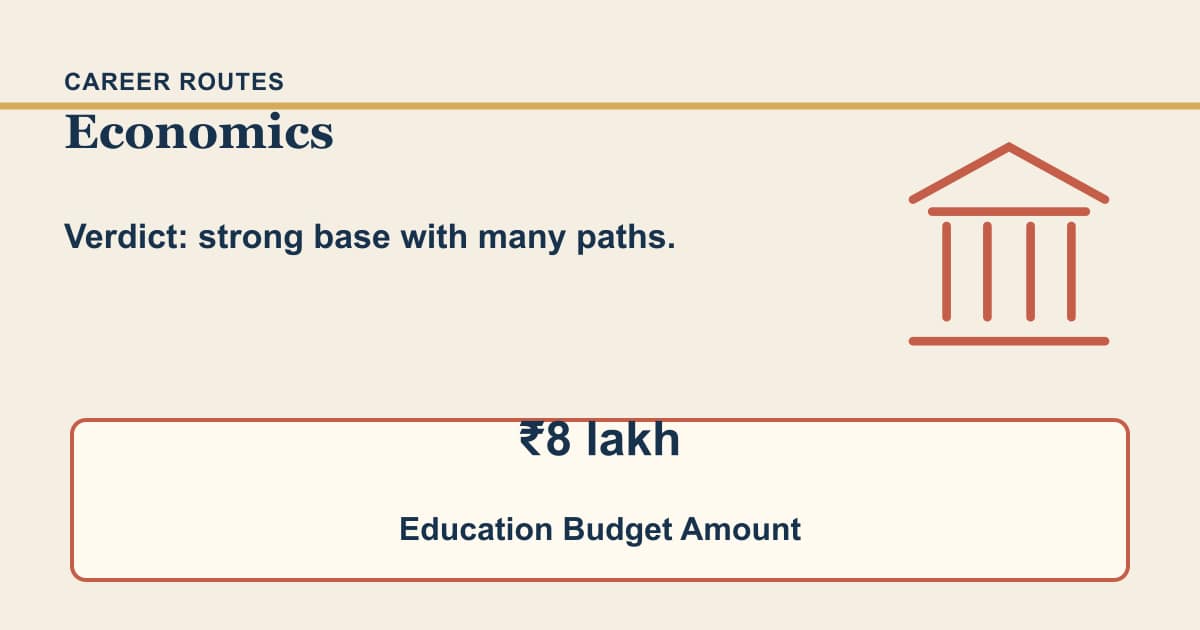 CAREER ROUTES
Economics
Verdict: strong base with many paths.
₹8 lakh
Education Budget Amount